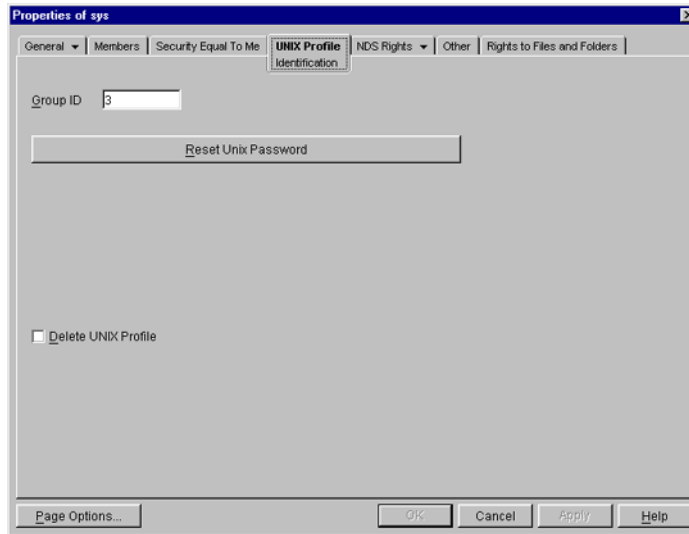 Properties of sys
General Members Security Equal To Me UNIX Profile NDS Rights Other Rights to Files and Folders
Identification
Group ID 3
Reset Unix Password
Delete UNIX Profile
Page Options... OK Cancel Apply Help